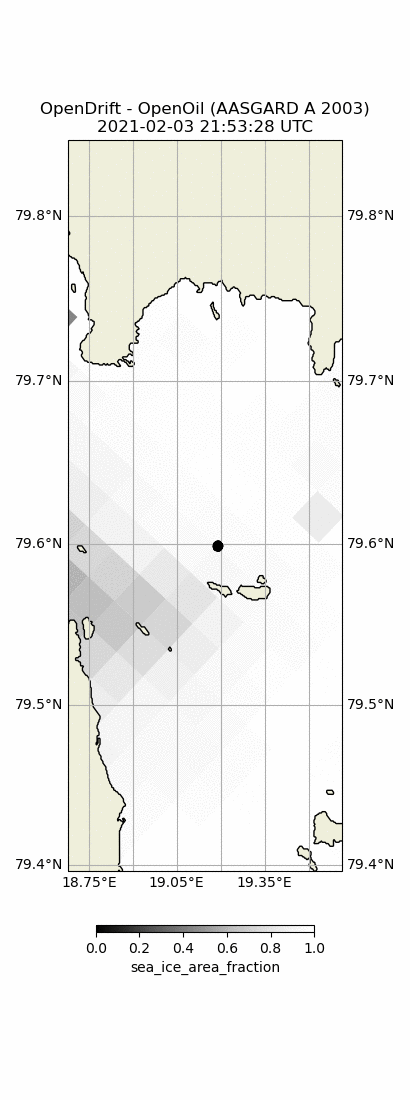 OpenDrift - OpenOil (AASGARD A 2003)
2021-02-03 21:53:28 UTC
79.8°N 79.8°N
79.7°N 79.7°N
79.6°N 79.6°N
79.5°N 79.5°N
79.4°N 79.4°N
18.75°E 19.05°E 19.35°E
0.0 0.2 0.4 0.6 0.8 1.0
sea_ice_area_fraction